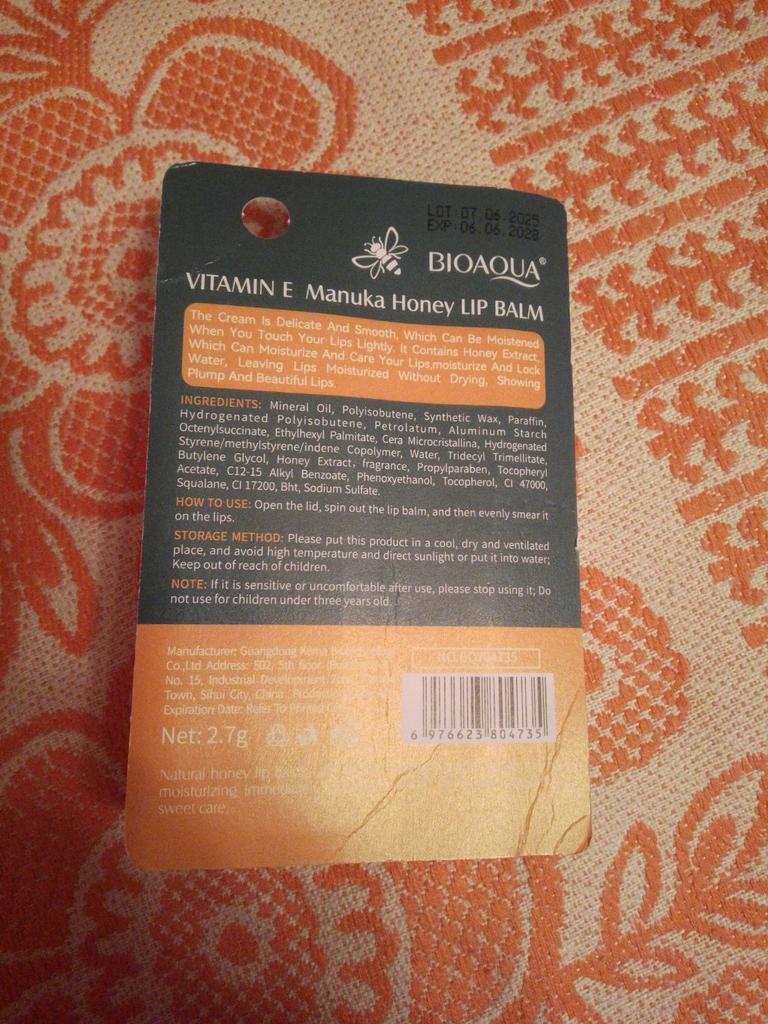 LOT: 07.06.2025
EXP: 06.06.2028
BIOAQUA®
VITAMIN E Manuka Honey LIP BALM
The Cream Is Delicate And Smooth, Which Can Be Moistened
When You Touch Your Lips Lightly. It Contains Honey Extract,
Which Can Moisturize And Care Your Lips,moisturize And Lock
Water, Leaving Lips Moisturized Without Drying, Showing
Plump And Beautiful Lips.
INGREDIENTS: Mineral Oil, Polyisobutene, Synthetic Wax, Paraffin,
Hydrogenated Polyisobutene, Petrolatum, Aluminum Starch
Octenylsuccinate, Ethylhexyl Palmitate, Cera Microcristallina, Hydrogenated
Styrene/methylstyrene/indene Copolymer, Water, Tridecyl Trimellitate,
Butylene Glycol, Honey Extract, fragrance, Propylparaben, Tocopheryl
Acetate, C12-15 Alkyl Benzoate, Phenoxyethanol, Tocopherol, CI 47000,
Squalane, CI 17200, Bht, Sodium Sulfate.
HOW TO USE: Open the lid, spin out the lip balm, and then evenly smear it
on the lips.
STORAGE METHOD: Please put this product in a cool, dry and ventilated
place, and avoid high temperature and direct sunlight or put it into water;
Keep out of reach of children.
NOTE: If it is sensitive or uncomfortable after use, please stop using it; Do
not use for children under three years old.
Manufacturer: Guangdong Kema
Co.,Ltd Address: 502, 5th floor
No. 15, Industrial Development
Town, Sihui City, China
Expiration Date: Refer To Printed
Net: 2.7g
6 976623 804735
Natural honey lip
moisturizing,
sweet care.